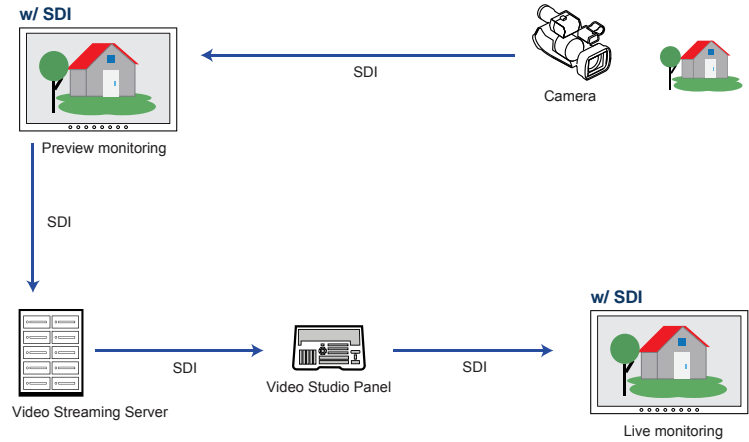 w/ SDI
SDI
Camera
Preview monitoring
SDI
w/ SDI
SDI
Video Streaming Server
Video Studio Panel
SDI
Live monitoring